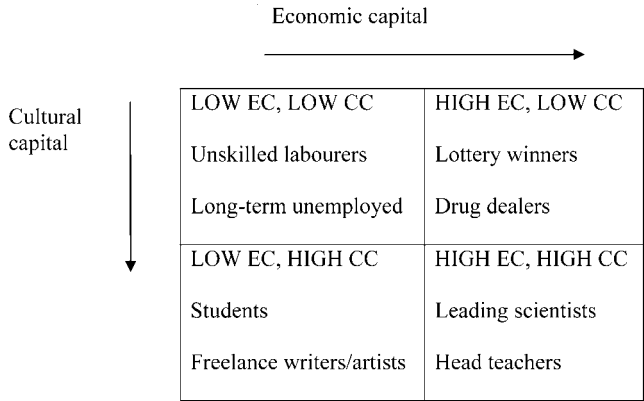 Economic capital
Cultural
capital
LOW EC, LOW CC
Unskilled labourers
Long-term unemployed
HIGH EC, LOW CC
Lottery winners
Drug dealers
LOW EC, HIGH CC
Students
Freelance writers/artists
HIGH EC, HIGH CC
Leading scientists
Head teachers